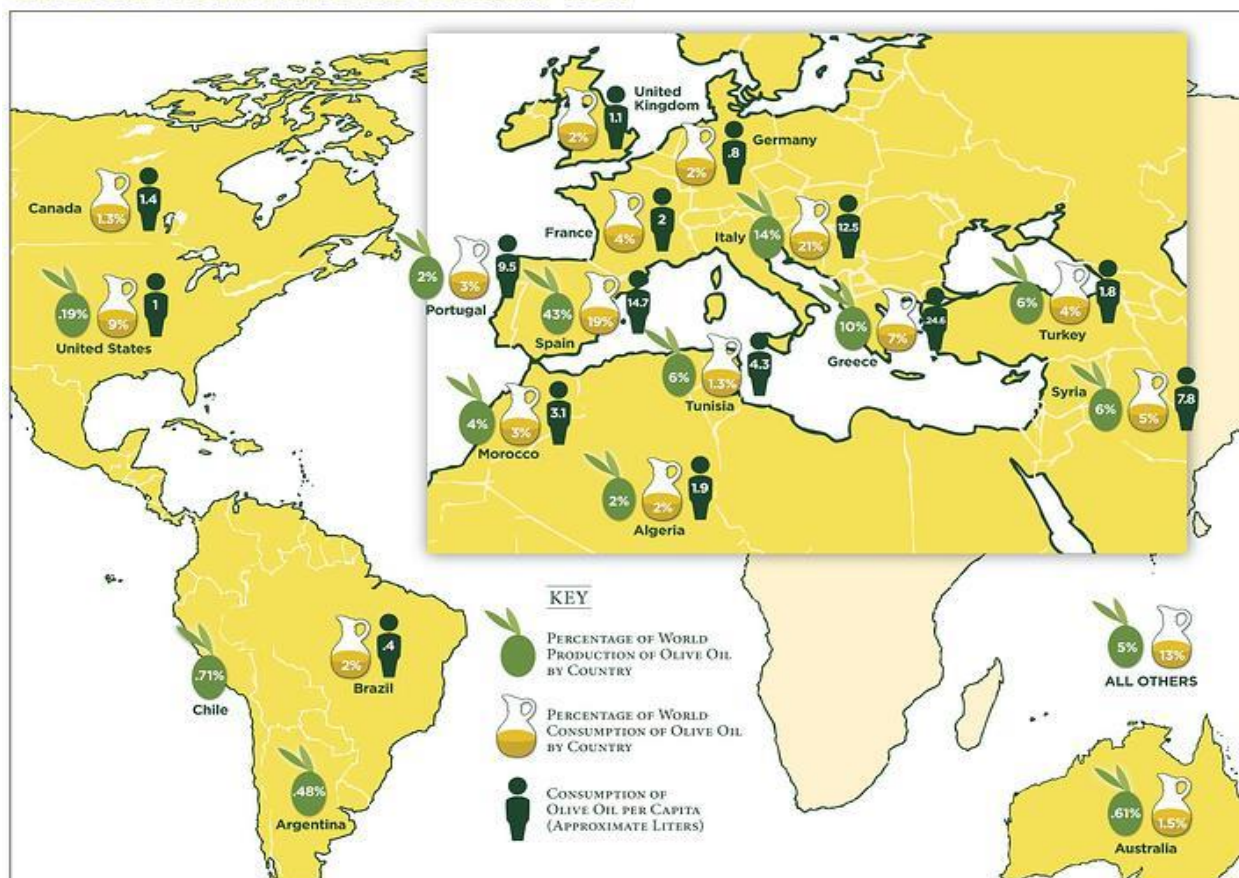 Canada
1.3%
1.4
.19%
9%
1
United States
United
Kingdom
2%
1.1
2%
.8
Germany
France
4%
2
Italy
14%
21%
12.5
2%
3%
9.5
Portugal
43%
19%
14.7
Spain
10%
7%
24.6
Greece
6%
4%
1.8
Turkey
6%
1.3%
4.3
Tunisia
Syria
6%
5%
7.8
4%
3%
3.1
Morocco
2%
2%
1.9
Algeria
.71%
Chile
2%
.4
Brazil
.48%
Argentina
KEY
PERCENTAGE OF WORLD
PRODUCTION OF OLIVE OIL
BY COUNTRY
PERCENTAGE OF WORLD
CONSUMPTION OF OLIVE OIL
BY COUNTRY
CONSUMPTION OF
OLIVE OIL PER CAPITA
(APPROXIMATE LITERS)
5%
13%
ALL OTHERS
.61%
1.5%
Australia